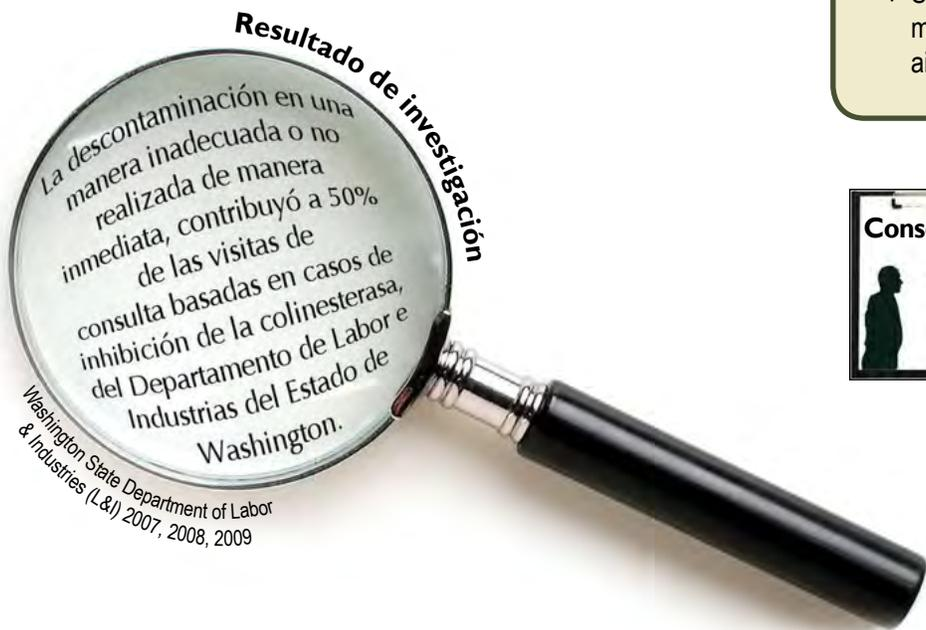 Resultado de investigación
La descontaminación en una
manera inadecuada o no
realizada de manera
inmediata, contribuyó a 50%
de las visitas de
consulta basadas en casos de
inhibición de la colinesterasa,
del Departamento de Labor e
Industrias del Estado de
Washington.
Washington State Department of Labor
& Industries (L&I) 2007, 2008, 2009